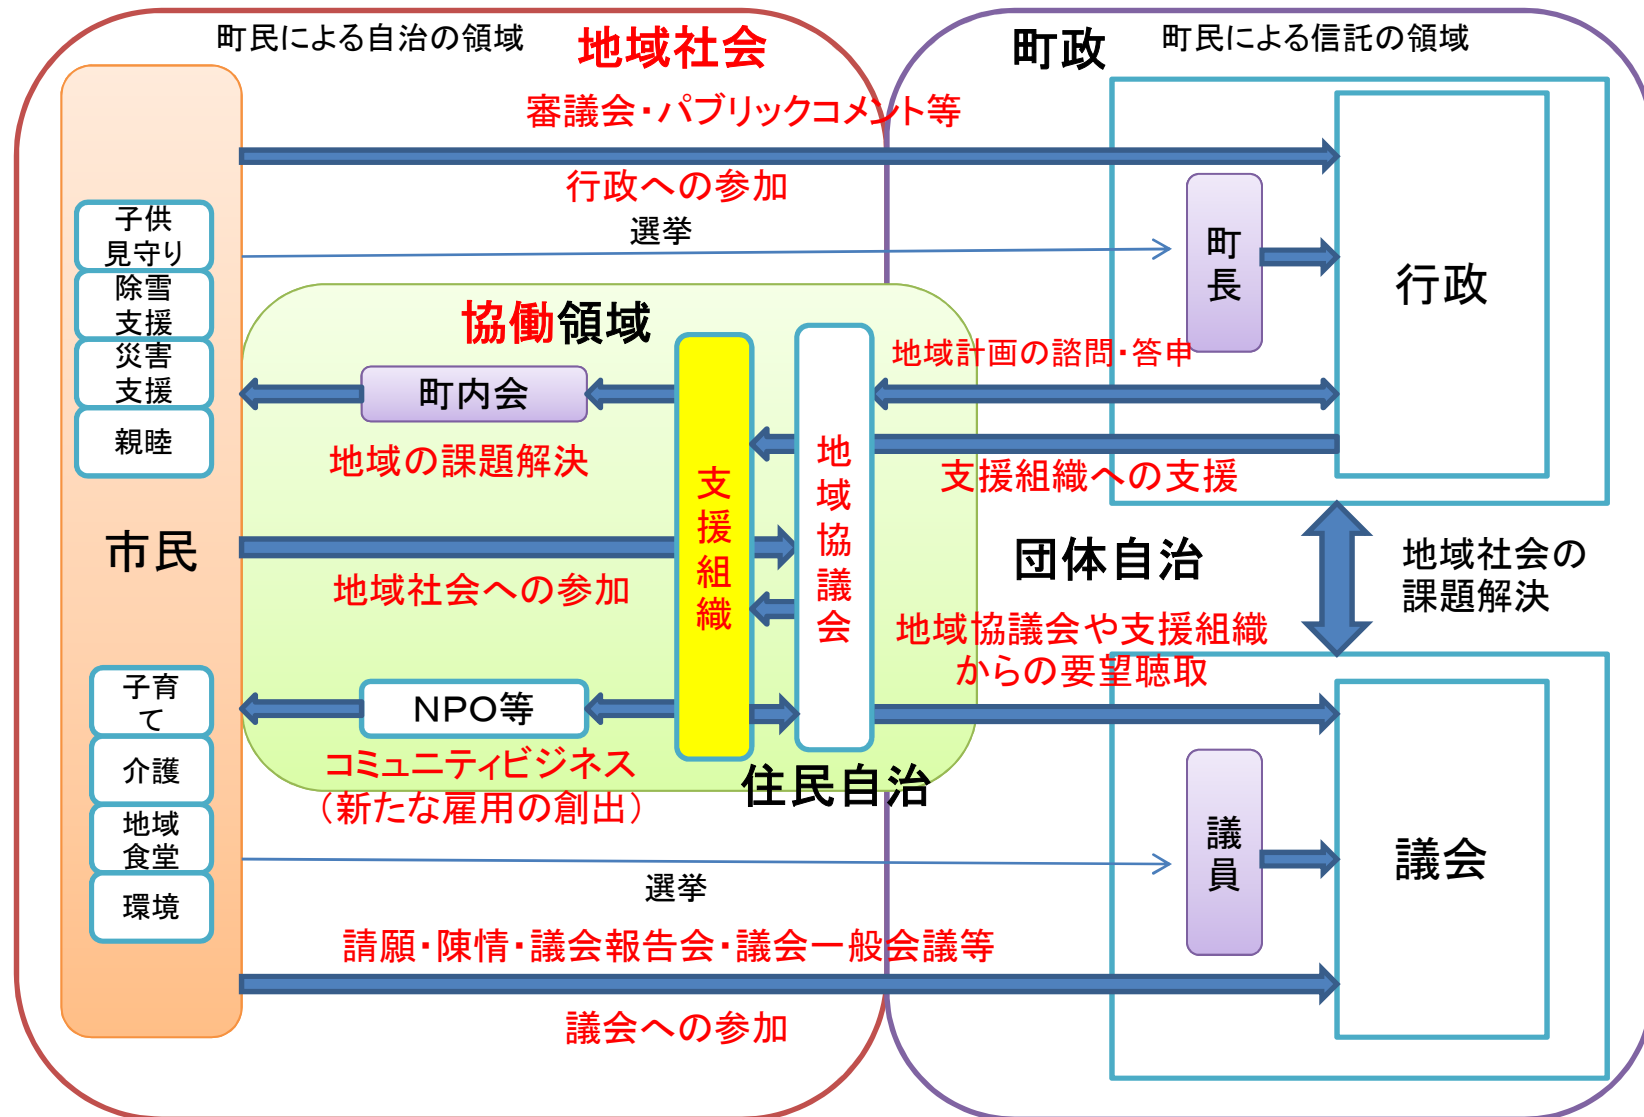 町民による自治の領域
地域社会
町政
町民による信託の領域
審議会・パブリックコメント等
行政への参加
選挙
町長
行政
子供
見守り
除雪
支援
災害
支援
親睦
市民
子育
て
介護
地域
食堂
環境
協働領域
町内会
地域の課題解決
支援組織
地域協議会
地域計画の諮問・答申
支援組織への支援
地域社会への参加
団体自治
地域社会の
課題解決
地域協議会や支援組織
からの要望聴取
NPO等
コミュニティビジネス
（新たな雇用の創出）
住民自治
選挙
議員
議会
請願・陳情・議会報告会・議会一般会議等
議会への参加